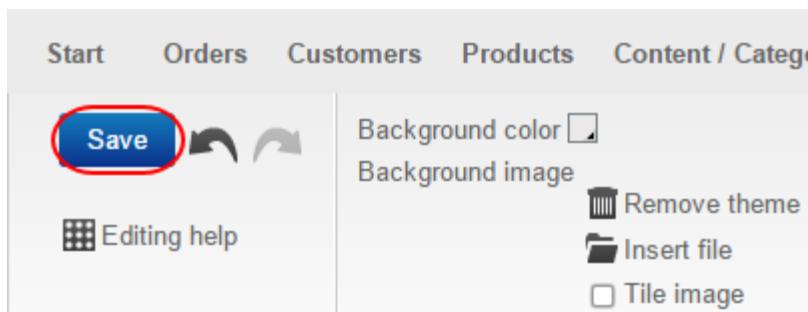 Start Orders Customers Products Content / Catego
Save
Background color
Background image
Remove theme
Editing help
Insert file
Tile image